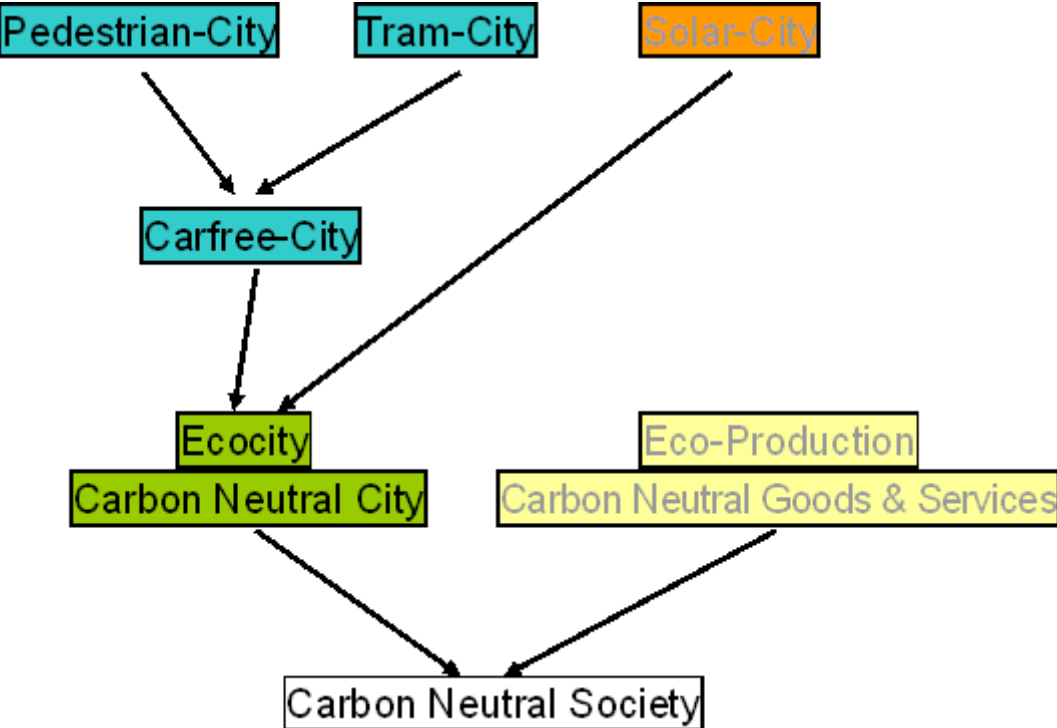 Pedestrian-City
Tram-City
Solar-City
Carfree-City
Ecocity
Carbon Neutral City
Eco-Production
Carbon Neutral Goods & Services
Carbon Neutral Society